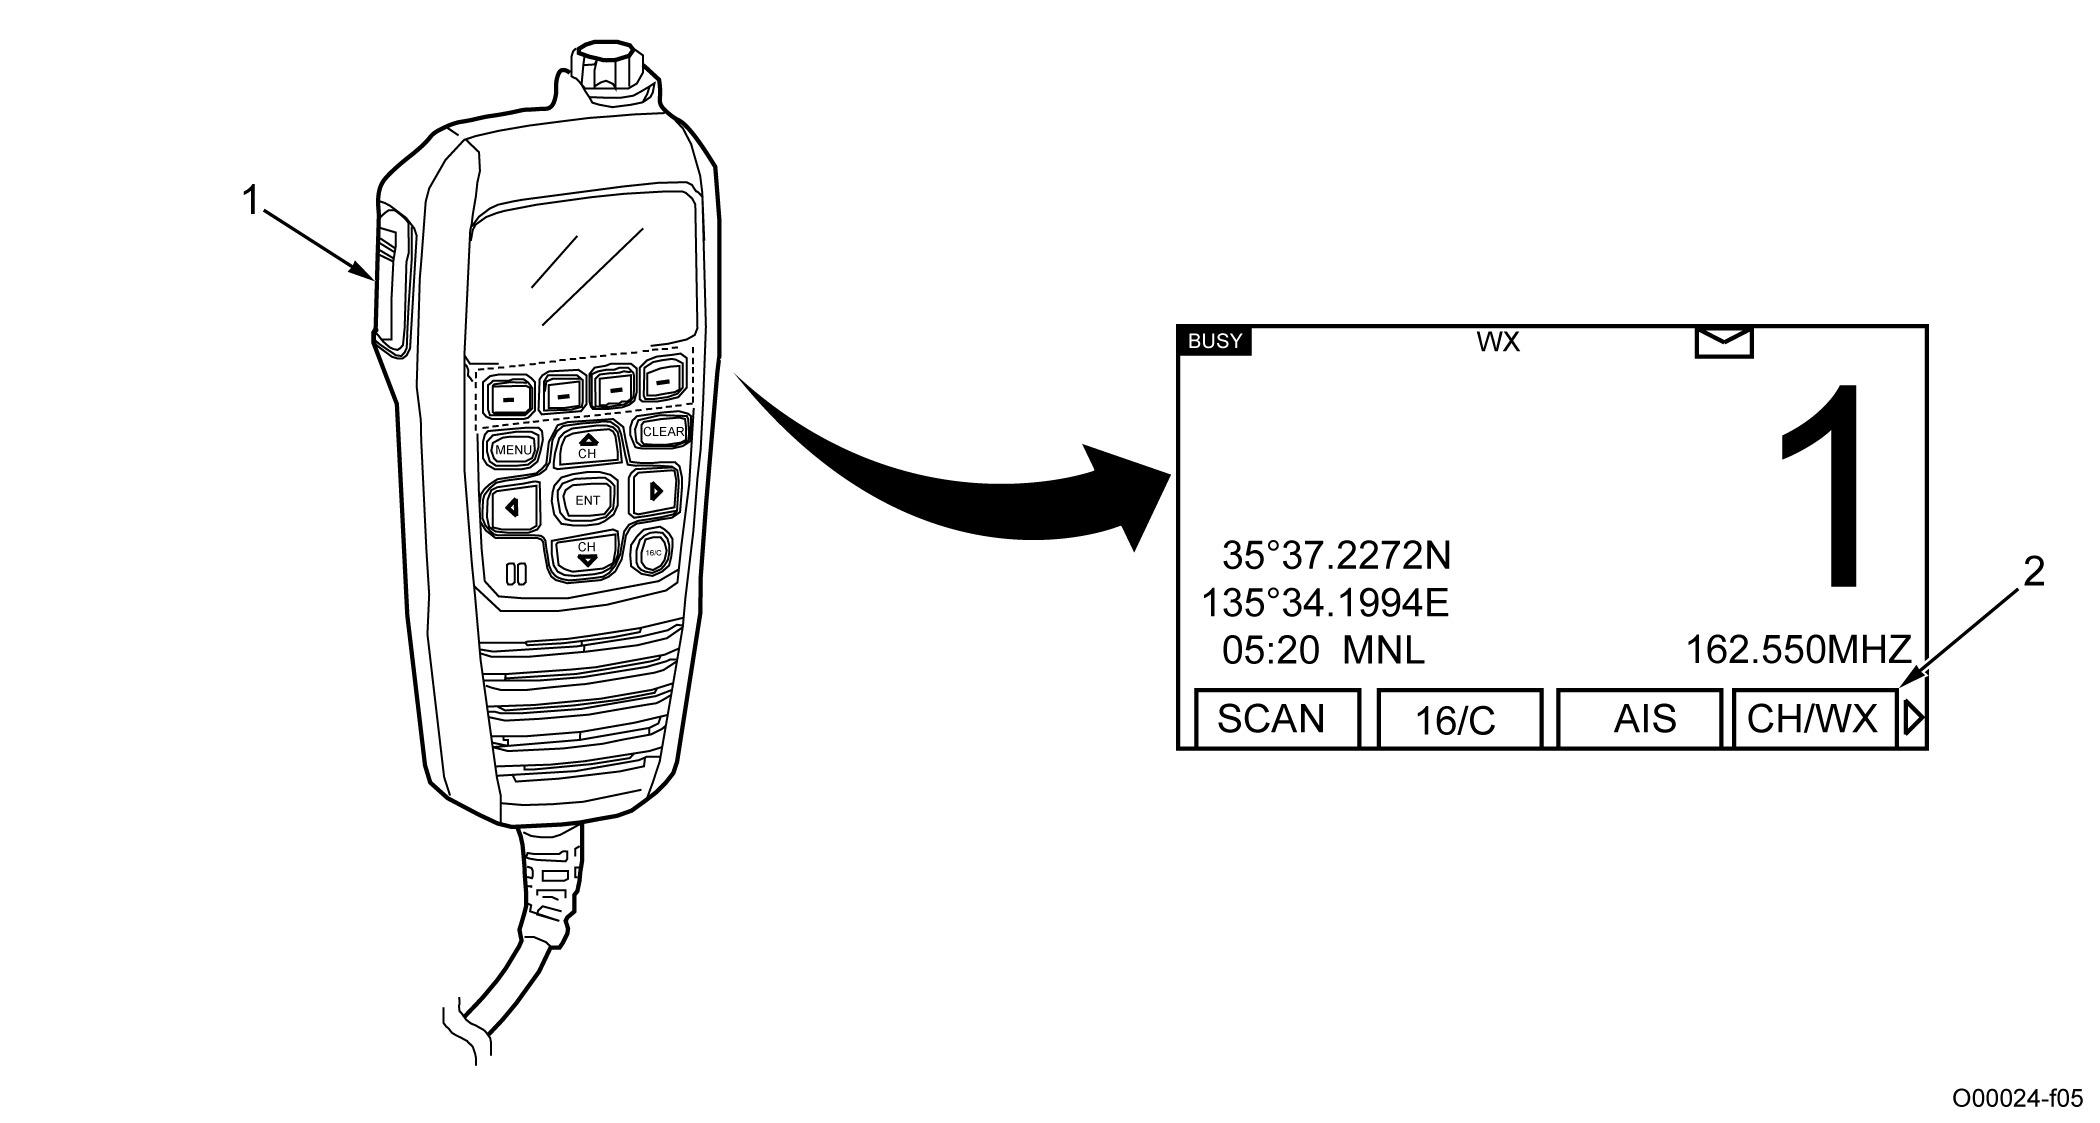 1
MENU
CH
CLEAR
ENT
CH
16/C
BUSY
WX
1
35°37.2272N
135°34.1994E
05:20 MNL
162.550MHZ
2
SCAN
16/C
AIS
CH/WX
O00024-f05